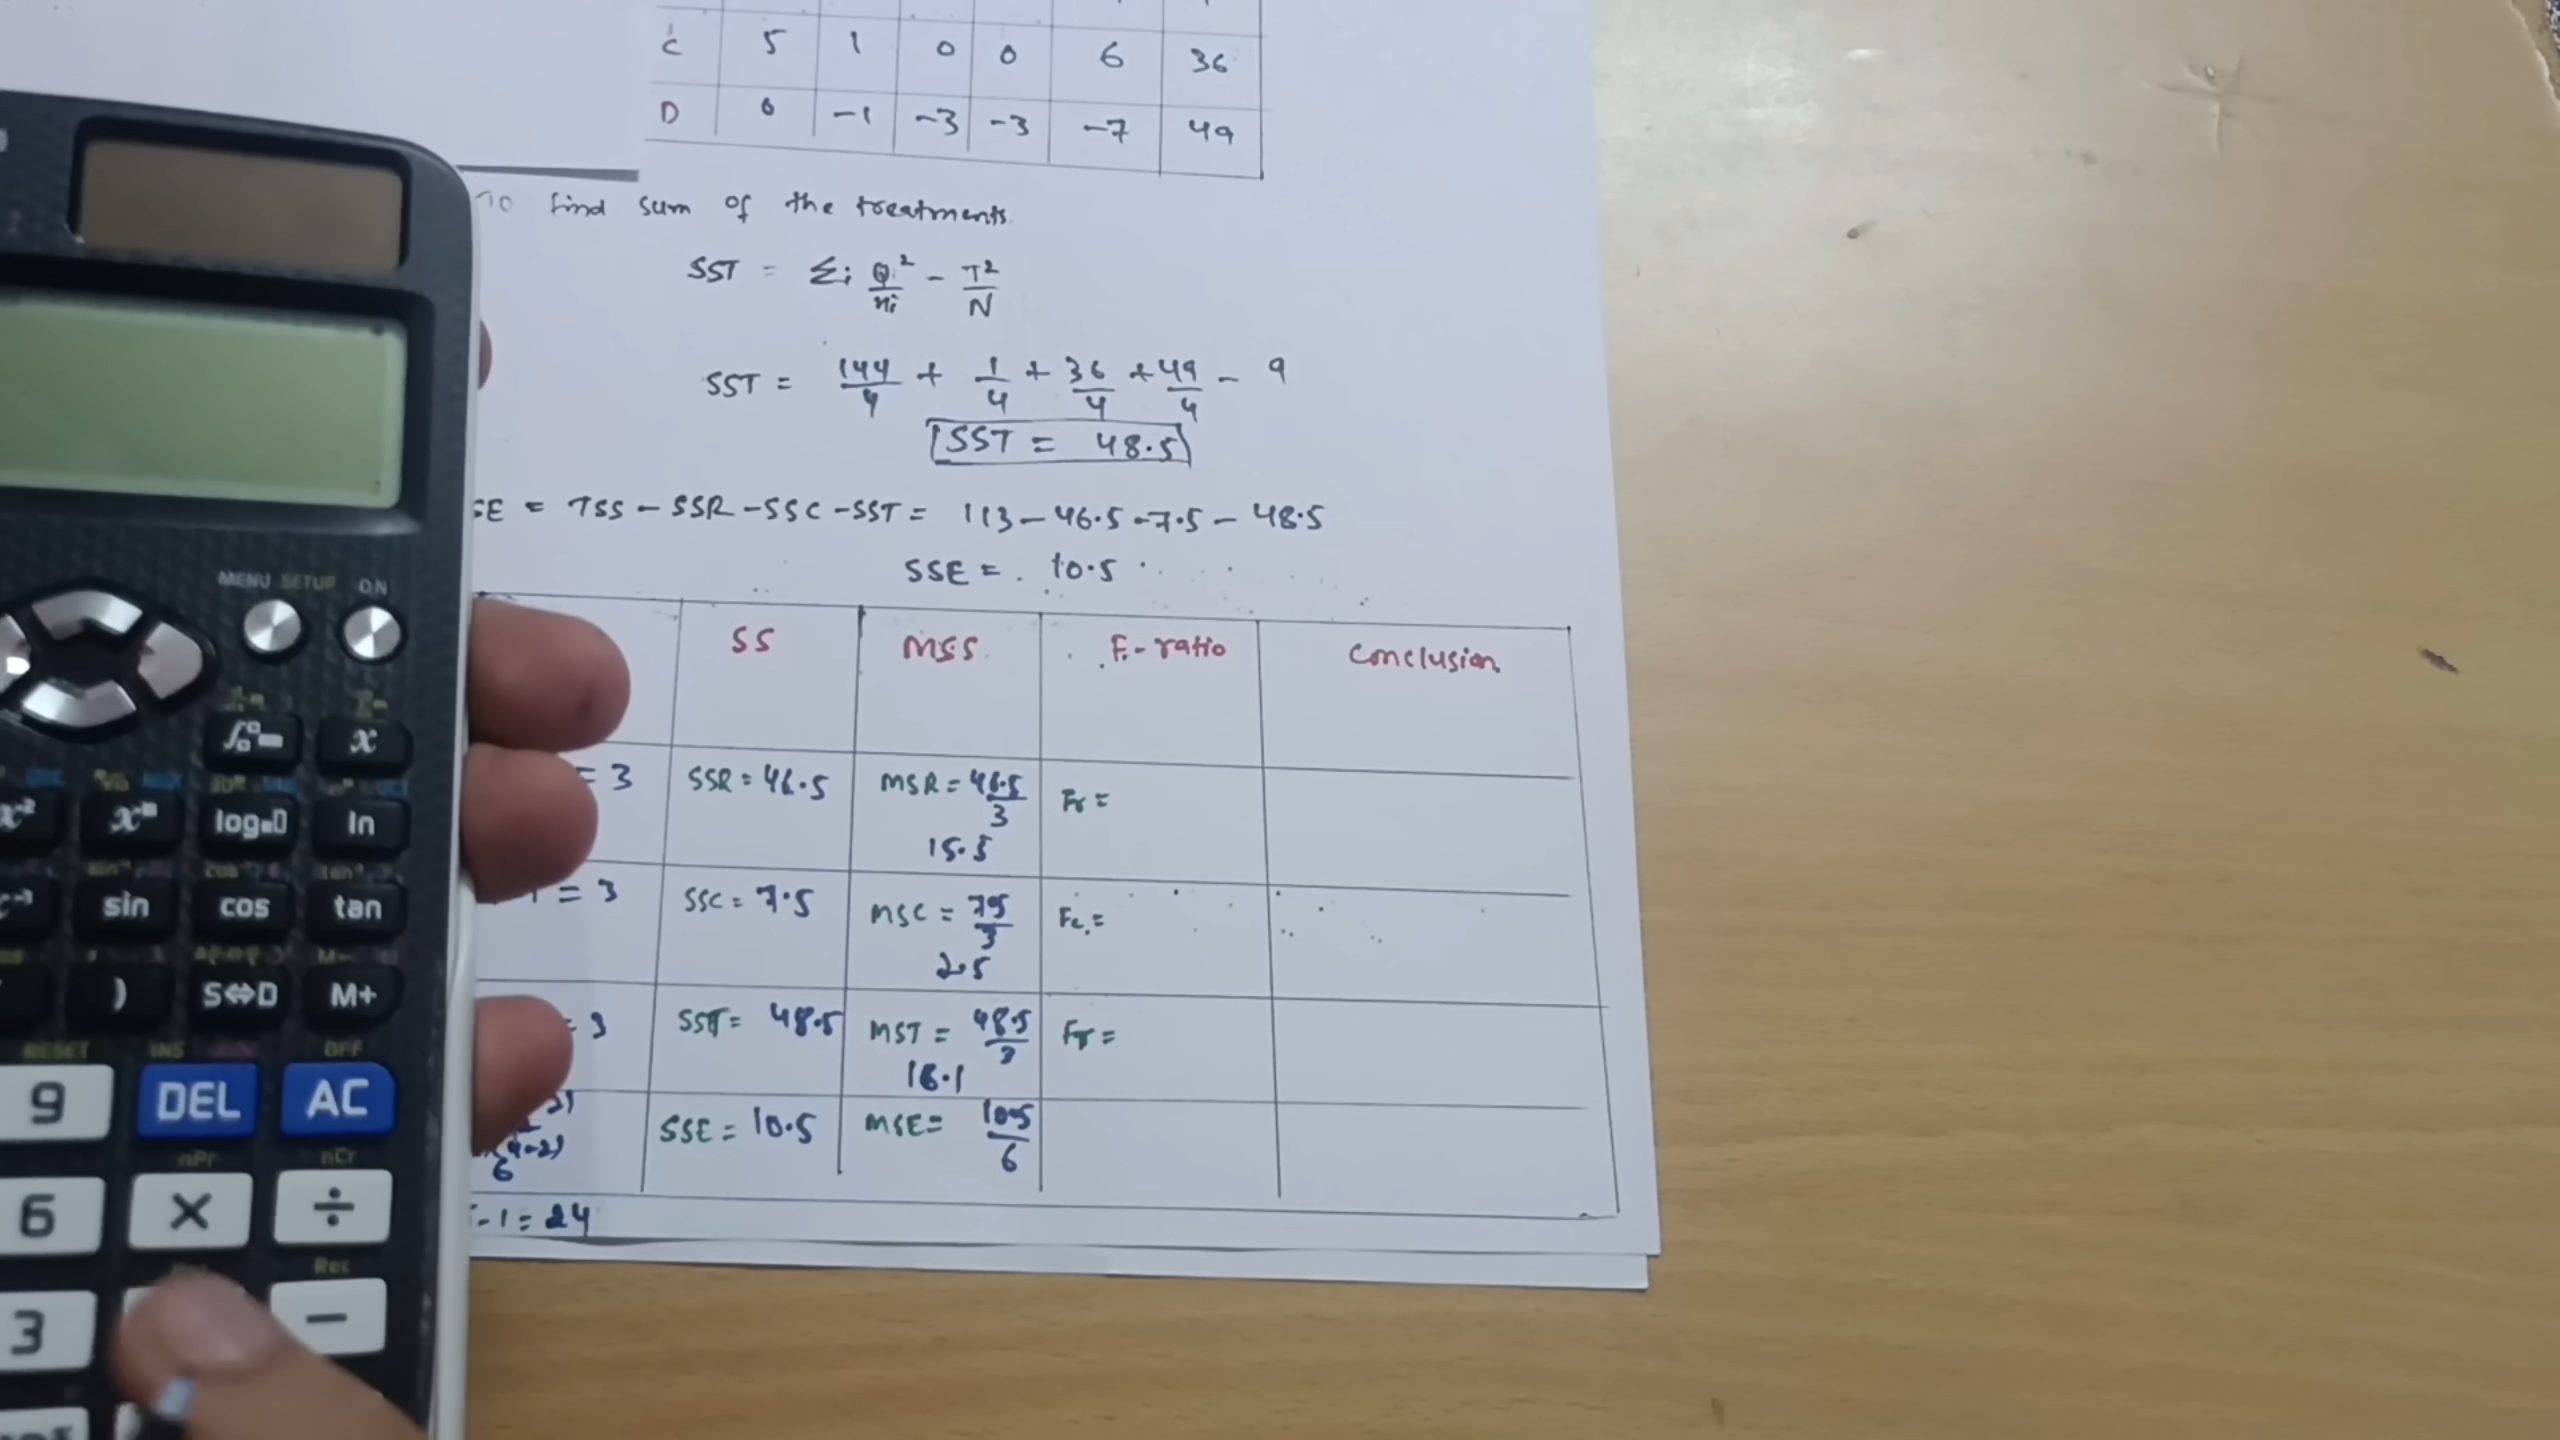 C 5 1 0 0 6 36
D 0 -1 -3 -3 -7 49
To find sum of the treatments.
SST = Σi Q²/ni - T²/N
SST = 144/4 + 1/4 + 36/4 + 49/4 - 9
SST = 48.5
SE = TSS - SSR - SSC - SST = 113 - 46.5 - 7.5 - 48.5
SSE = 10.5
SS MSS F-ratio Conclusion
= 3 SSR = 46.5 MSR = 46.5/3 Fr =
15.5
1 = 3 SSC = 7.5 MSC = 7.5/3 Fc =
2.5
= 3 SST = 48.5 MST = 48.5/3 FT =
16.1
SSE = 10.5 MSE = 10.5/6
(4-2)
6
-1 = 24
MENU SETUP ON
x
log ln
sin cos tan
) S⇔D M+
RESET INS OFF
9 DEL AC
nPr nCr
6 × ÷
Rec
3 −